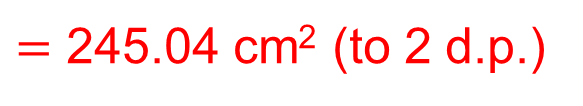 = 245.04 cm² (to 2 d.p.)